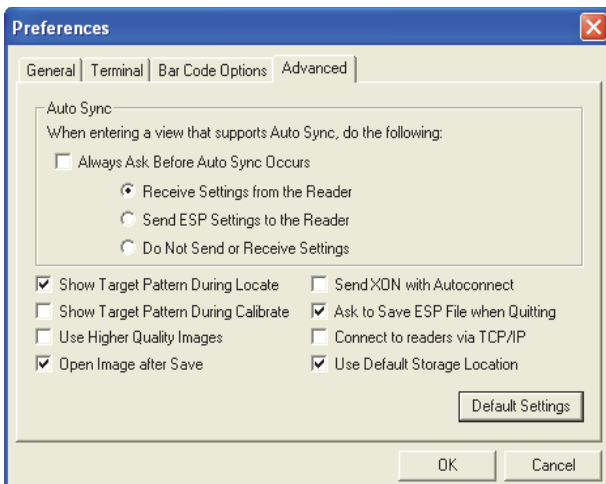 Preferences
General Terminal Bar Code Options Advanced
Auto Sync
When entering a view that supports Auto Sync, do the following:
Always Ask Before Auto Sync Occurs
Receive Settings from the Reader
Send ESP Settings to the Reader
Do Not Send or Receive Settings
Show Target Pattern During Locate
Send XON with Autoconnect
Show Target Pattern During Calibrate
Ask to Save ESP File when Quitting
Use Higher Quality Images
Connect to readers via TCP/IP
Open Image after Save
Use Default Storage Location
Default Settings
OK Cancel